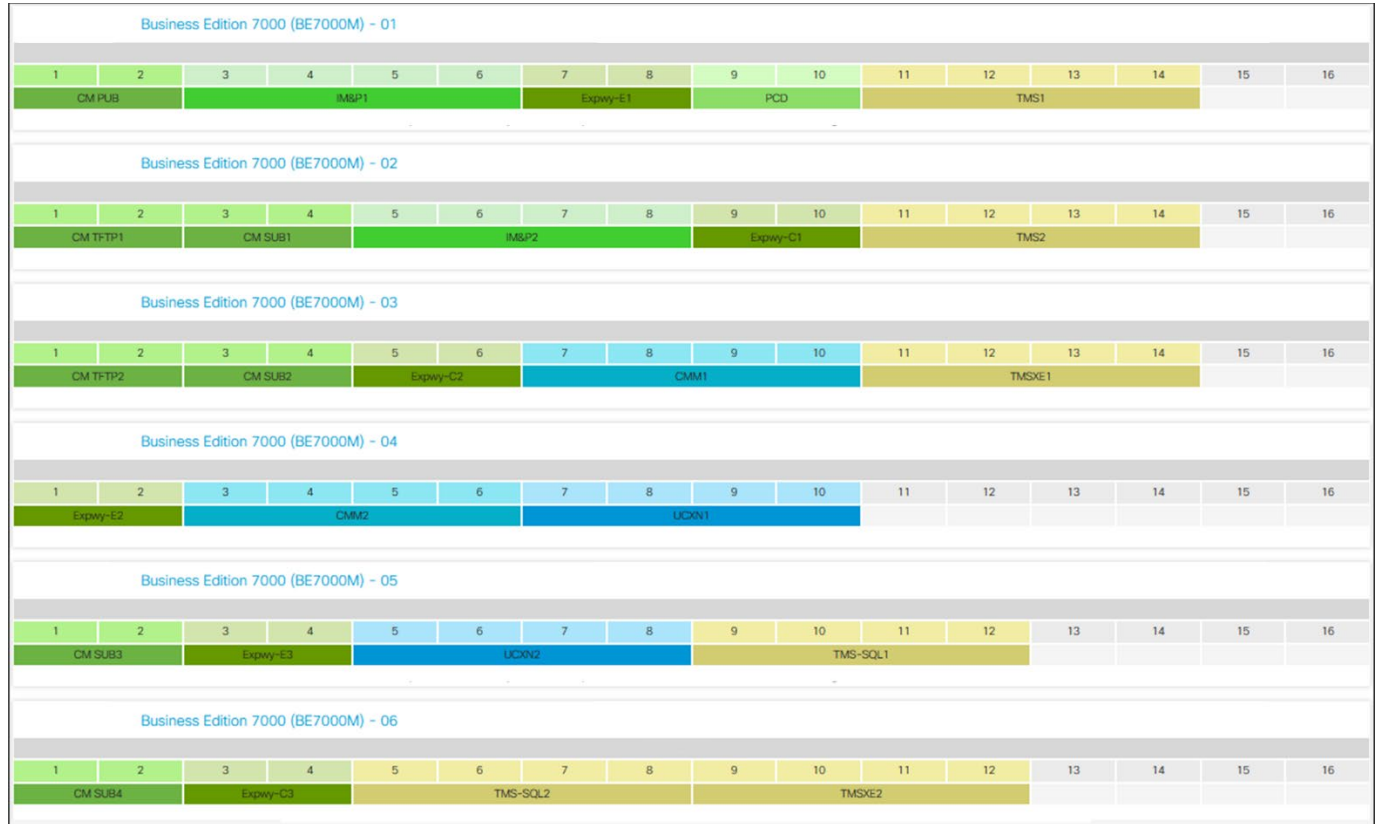 Business Edition 7000 (BE7000M) - 01
1 2 3 4 5 6 7 8 9 10 11 12 13 14 15 16
CM PUB IM&P1 Expwy-E1 PCD TMS1
Business Edition 7000 (BE7000M) - 02
1 2 3 4 5 6 7 8 9 10 11 12 13 14 15 16
CM TFTP1 CM SUB1 IM&P2 Expwy-C1 TMS2
Business Edition 7000 (BE7000M) - 03
1 2 3 4 5 6 7 8 9 10 11 12 13 14 15 16
CM TFTP2 CM SUB2 Expwy-C2 CMM1 TMSXE1
Business Edition 7000 (BE7000M) - 04
1 2 3 4 5 6 7 8 9 10 11 12 13 14 15 16
Expwy-E2 CMM2 UCXN1
Business Edition 7000 (BE7000M) - 05
1 2 3 4 5 6 7 8 9 10 11 12 13 14 15 16
CM SUB3 Expwy-E3 UCXN2 TMS-SQL1
Business Edition 7000 (BE7000M) - 06
1 2 3 4 5 6 7 8 9 10 11 12 13 14 15 16
CM SUB4 Expwy-C3 TMS-SQL2 TMSXE2